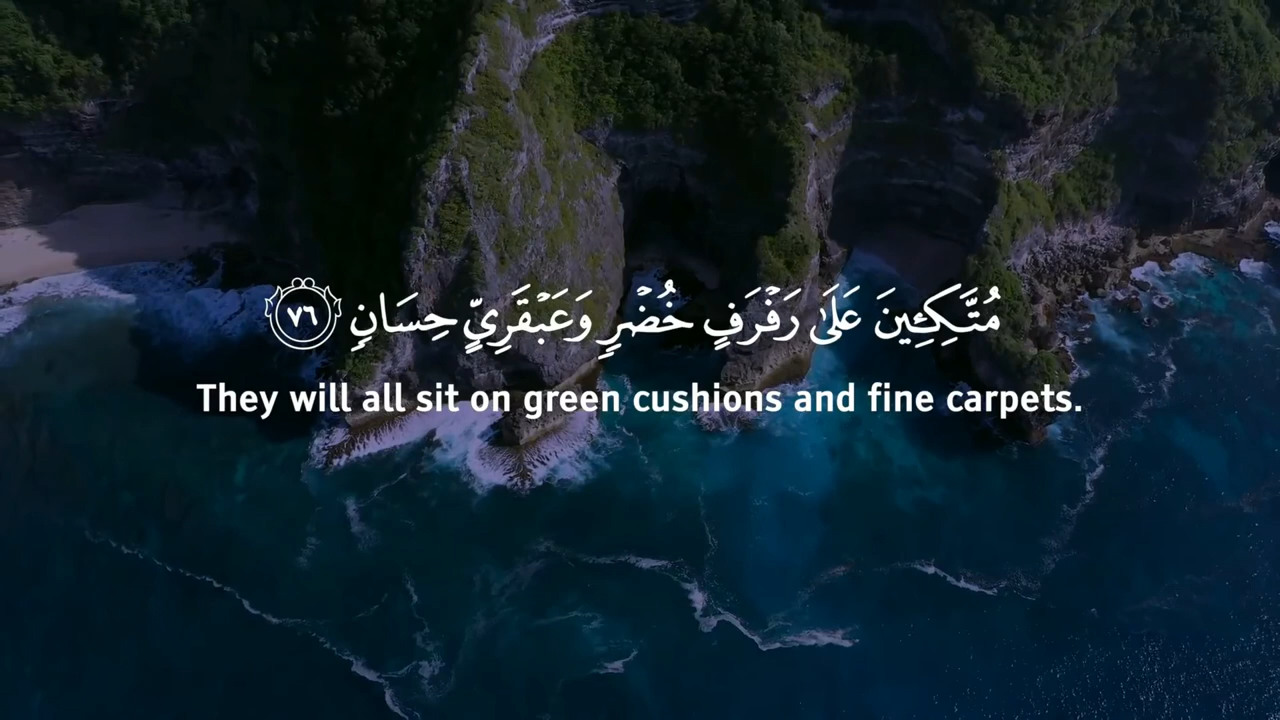 مُتَّكِـِٔينَ عَلَىٰ رَفْرَفٍ خُضْرٍ وَعَبْقَرِيٍّ حِسَانٍ ٧٦
They will all sit on green cushions and fine carpets.